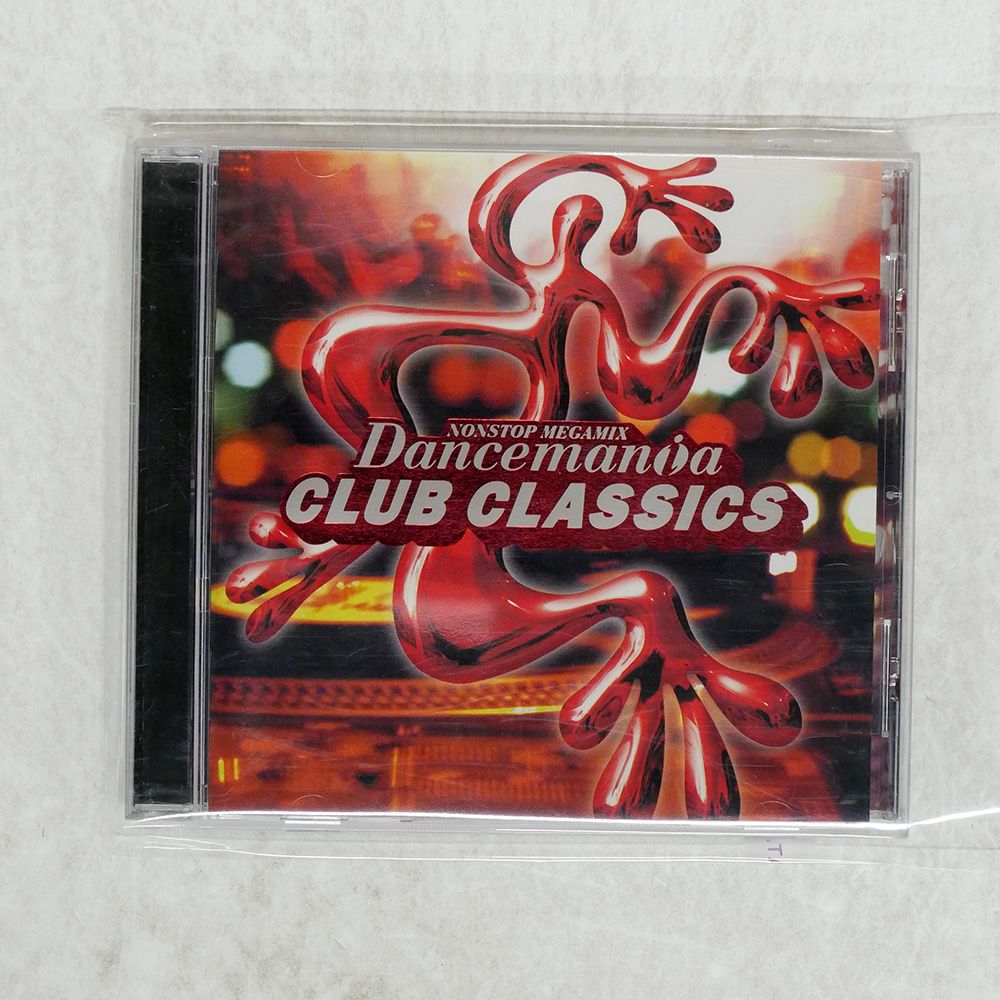 NONSTOP MEGAMIX
Dancemania
CLUB CLASSICS